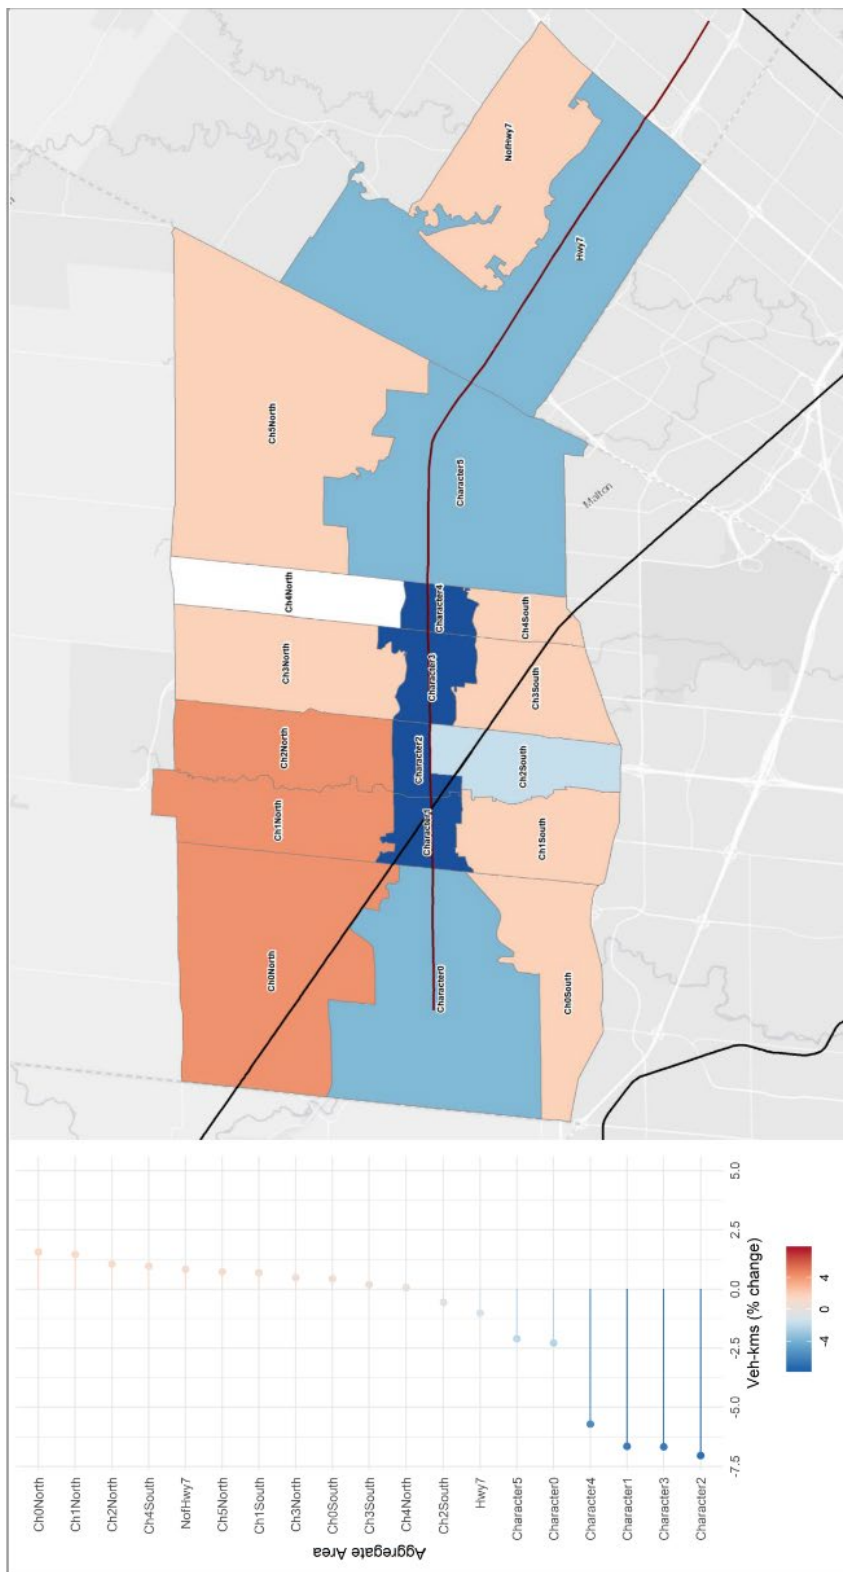 Aggregate Area
Ch0North
Ch1North
Ch2North
Ch4South
NofHwy7
Ch5North
Ch1South
Ch3North
Ch0South
Ch3South
Ch4North
Ch2South
Hwy7
Character5
Character0
Character4
Character1
Character3
Character2
-7.5
-5.0
-2.5
0.0
2.5
5.0
Veh-kms (% change)
-4
0
4
Ch0North
Ch1North
Ch2North
Ch3North
Ch4North
Ch5North
NofHwy7
Hwy7
Character0
Character1
Character2
Character3
Character4
Character5
Malton
Ch0South
Ch1South
Ch2South
Ch3South
Ch4South